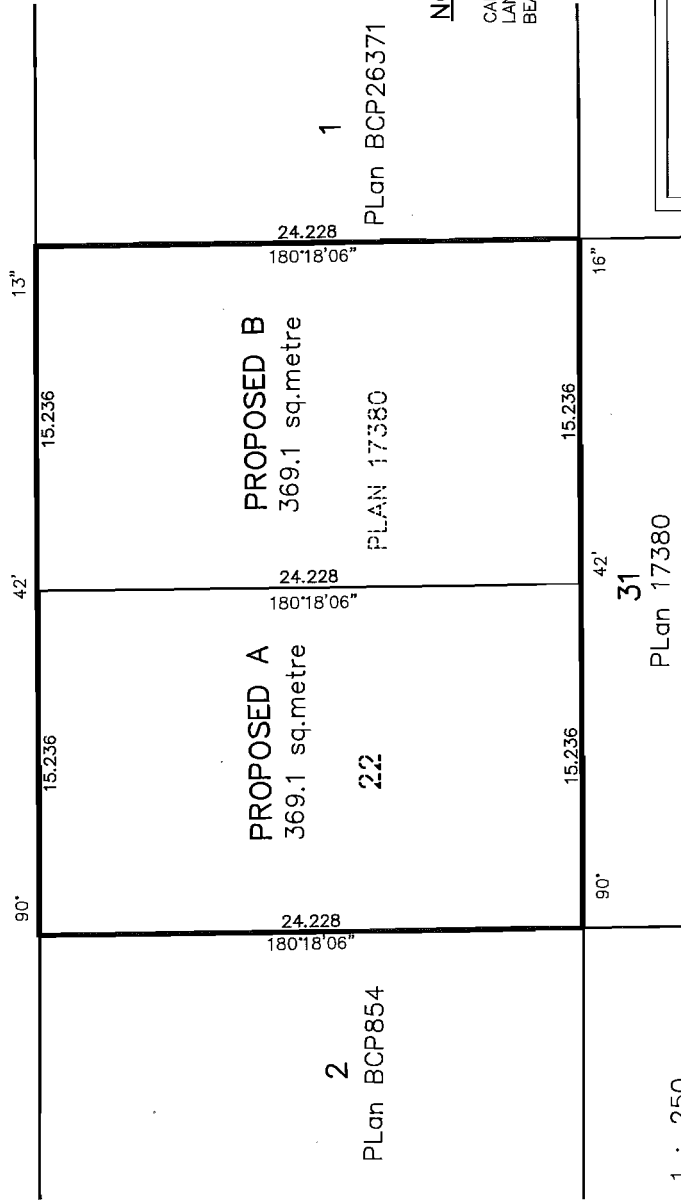 90° 42' 13"
15.236 15.236
2
PLan BCP854
24.228
180°18'06"
PROPOSED A
369.1 sq.metre
22
24.228
180°18'06"
PROPOSED B
369.1 sq.metre
PLAN 17380
24.228
180°18'06"
1
PLan BCP26371
15.236 15.236
90° 42' 16"
31
PLan 17380
1 : 250